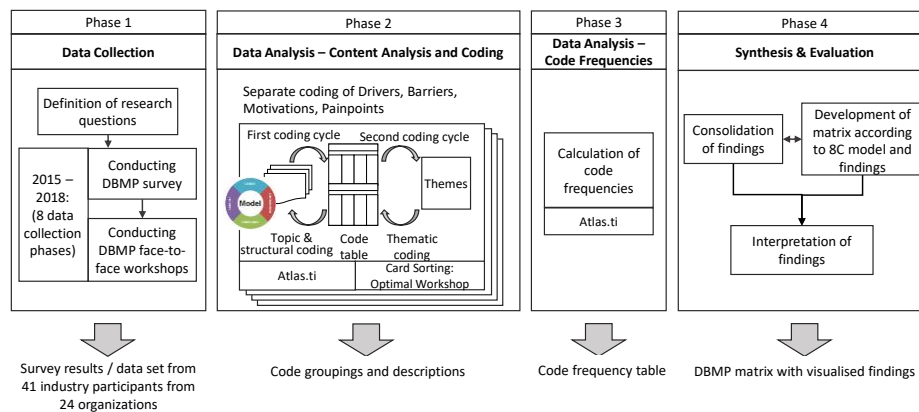 Phase 1
Data Collection
Definition of research
questions
2015 –
2018:
(8 data
collection
phases)
Conducting
DBMP survey
Conducting
DBMP face-to-
face workshops
Survey results / data set from
41 industry participants from
24 organizations
Phase 2
Data Analysis – Content Analysis and Coding
Separate coding of Drivers, Barriers,
Motivations, Painpoints
First coding cycle
Second coding cycle
Model
Themes
Topic &
structural coding
Code
table
Thematic
coding
Atlas.ti
Card Sorting:
Optimal Workshop
Code groupings and descriptions
Phase 3
Data Analysis –
Code Frequencies
Calculation of
code
frequencies
Atlas.ti
Code frequency table
Phase 4
Synthesis & Evaluation
Consolidation
of findings
Development of
matrix according
to 8C model and
findings
Interpretation of
findings
DBMP matrix with visualised findings